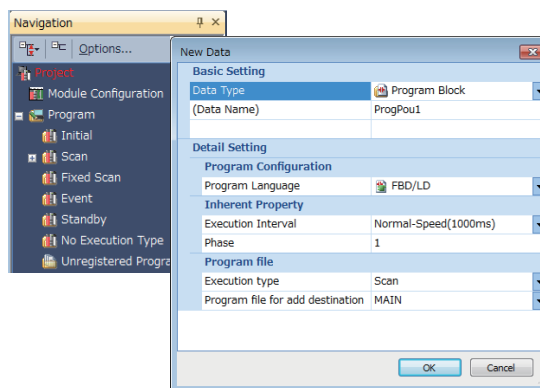 Navigation
Options...
Project
Module Configuration
Program
Initial
Scan
Fixed Scan
Event
Standby
No Execution Type
Unregistered Progra
New Data
Basic Setting
Data Type Program Block
(Data Name) ProgPou1
Detail Setting
Program Configuration
Program Language FBD/LD
Inherent Property
Execution Interval Normal-Speed(1000ms)
Phase 1
Program file
Execution type Scan
Program file for add destination MAIN
OK Cancel